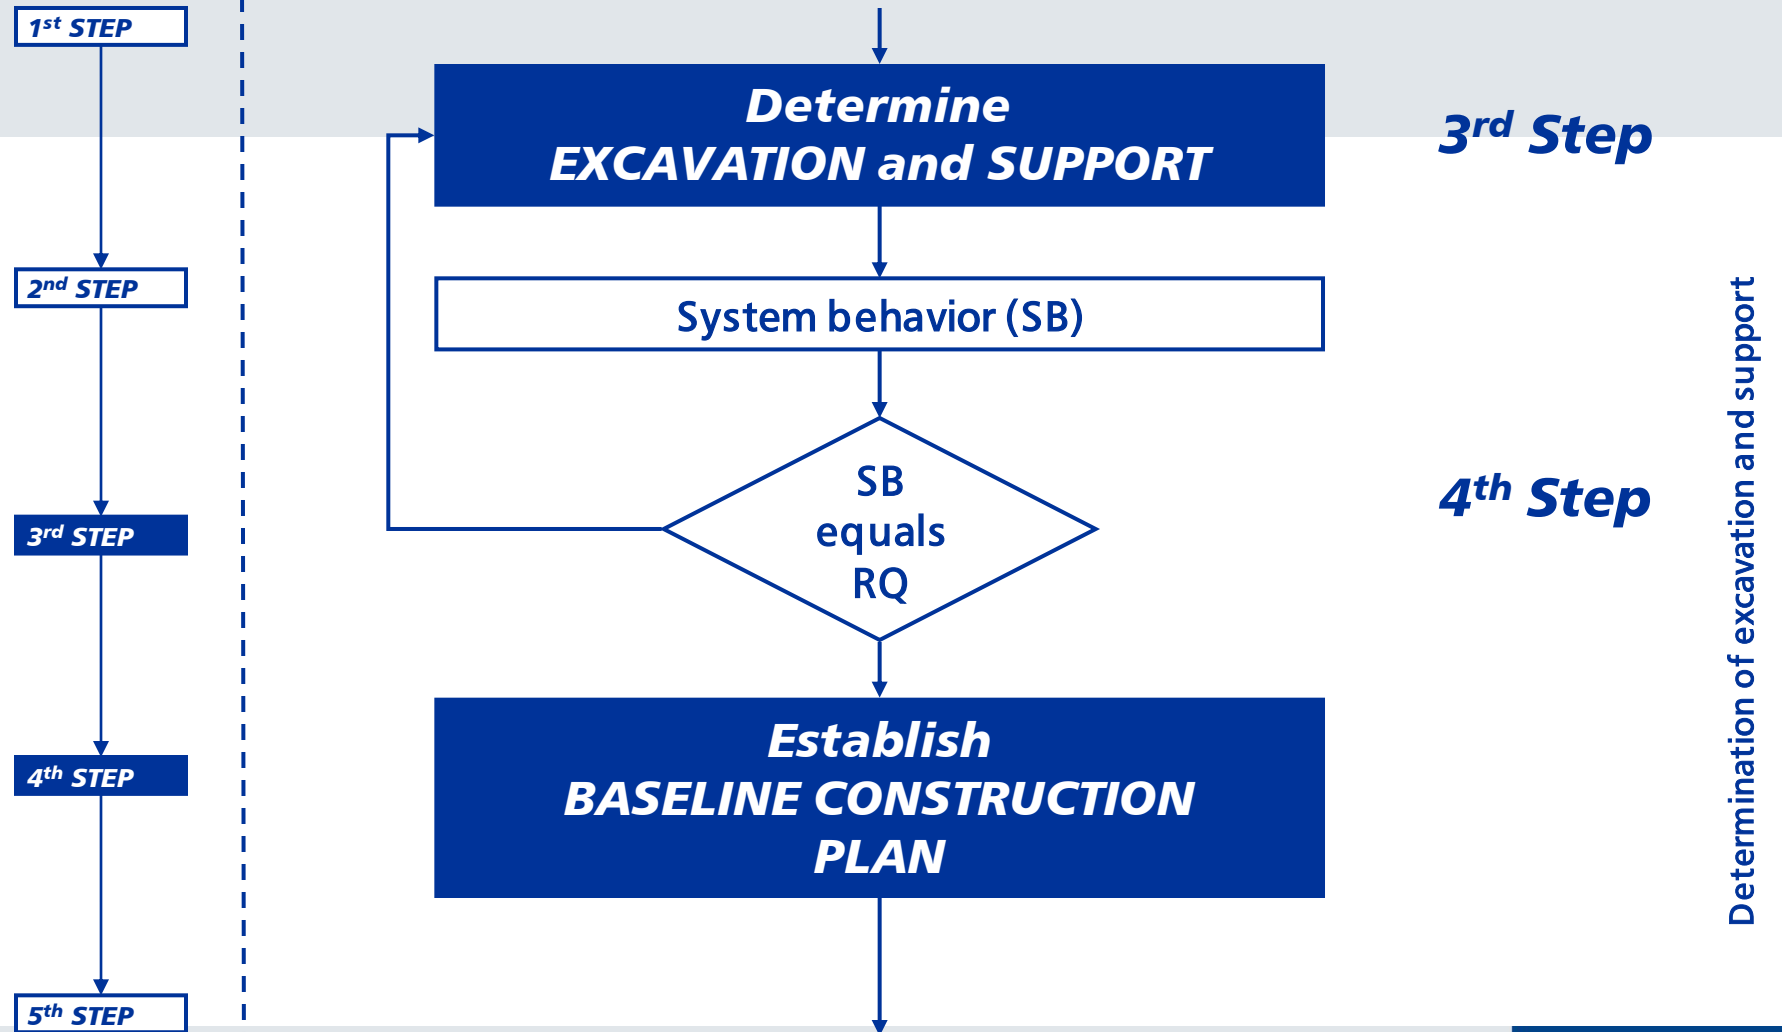 1st STEP
2nd STEP
3rd STEP
4th STEP
5th STEP
Determine
EXCAVATION and SUPPORT
System behavior (SB)
SB
equals
RQ
Establish
BASELINE CONSTRUCTION
PLAN
3rd Step
4th Step
Determination of excavation and support